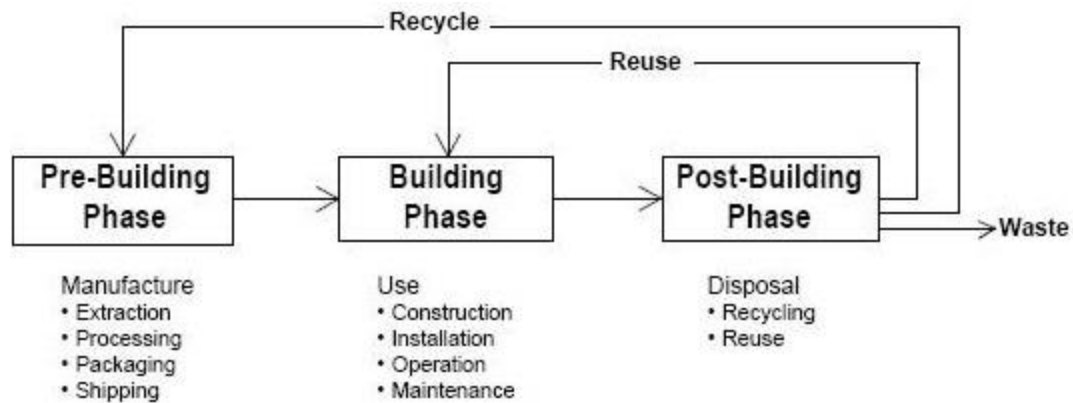 Recycle
Reuse
Pre-Building
Phase
Building
Phase
Post-Building
Phase
Waste
Manufacture
• Extraction
• Processing
• Packaging
• Shipping
Use
• Construction
• Installation
• Operation
• Maintenance
Disposal
• Recycling
• Reuse